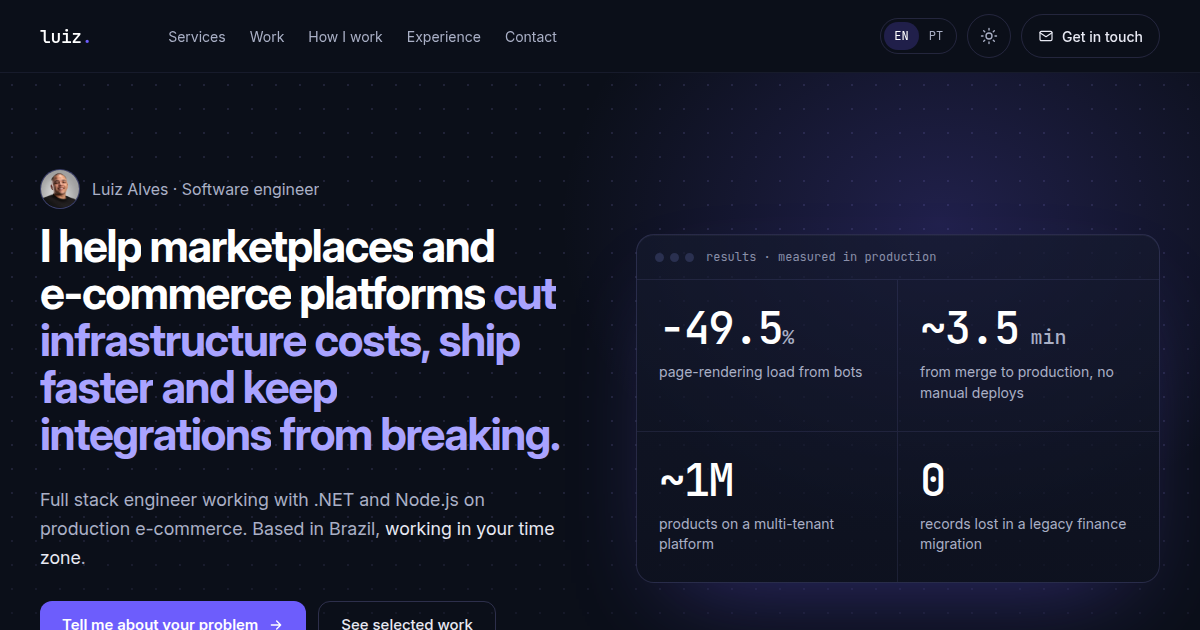 luiz.
Services
Work
How I work
Experience
Contact
EN
PT
Get in touch
Luiz Alves · Software engineer
I help marketplaces and
e-commerce platforms cut
infrastructure costs, ship
faster and keep
integrations from breaking.
Full stack engineer working with .NET and Node.js on
production e-commerce. Based in Brazil, working in your time
zone.
Tell me about your problem →
See selected work
results · measured in production
-49.5%
page-rendering load from bots
~3.5 min
from merge to production, no
manual deploys
~1M
products on a multi-tenant
platform
0
records lost in a legacy finance
migration